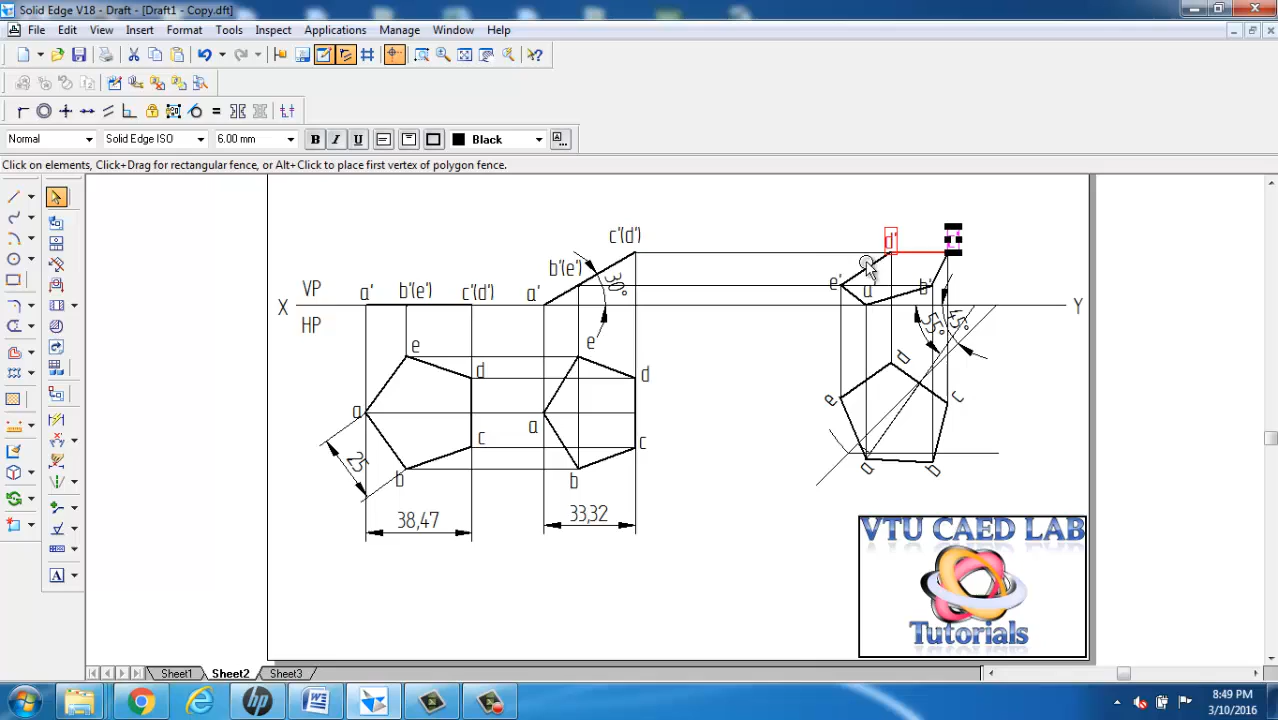 Solid Edge V18 - Draft - [Draft1 - Copy.dft]
File Edit View Insert Format Tools Inspect Applications Manage Window Help
Normal Solid Edge ISO 6.00 mm B I U Black
Click on elements, Click+Drag for rectangular fence, or Alt+Click to place first vertex of polygon fence.
c'(d') d'
b'(e') 30° e' a' b'
X VP a' b'(e') c'(d') a' Y
HP 55° 45°
e e d
d d e c
a a
c c
b b a b
25
38,47 33,32
VTU CAED LAB
Tutorials
A
Sheet1 Sheet2 Sheet3
hp W
8:49 PM
3/10/2016